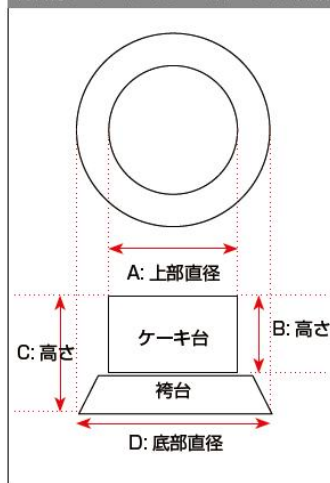 A: 上部直径
C: 高さ
ケーキ台
B: 高さ
袴台
D: 底部直径